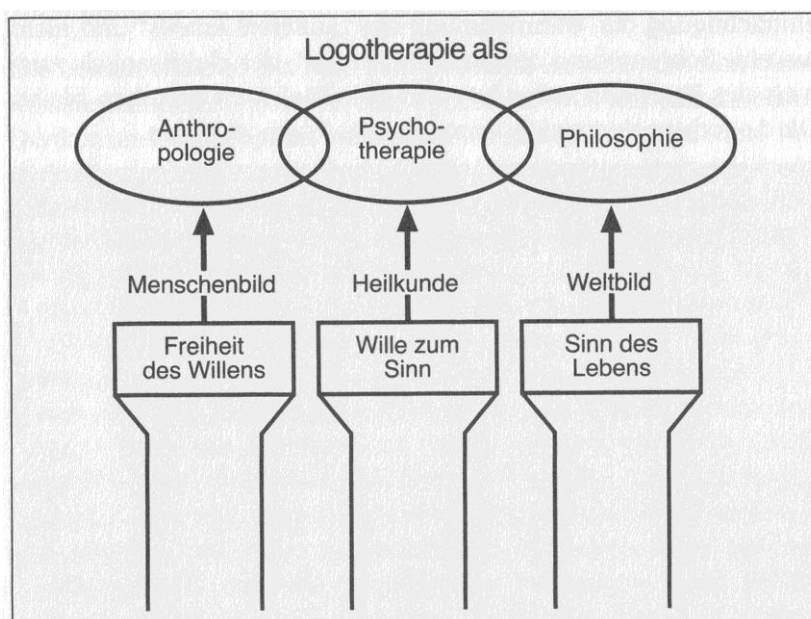 Logotherapie als
Anthro-
pologie
Psycho-
therapie
Philosophie
Menschenbild
Heilkunde
Weltbild
Freiheit
des Willens
Wille zum
Sinn
Sinn des
Lebens